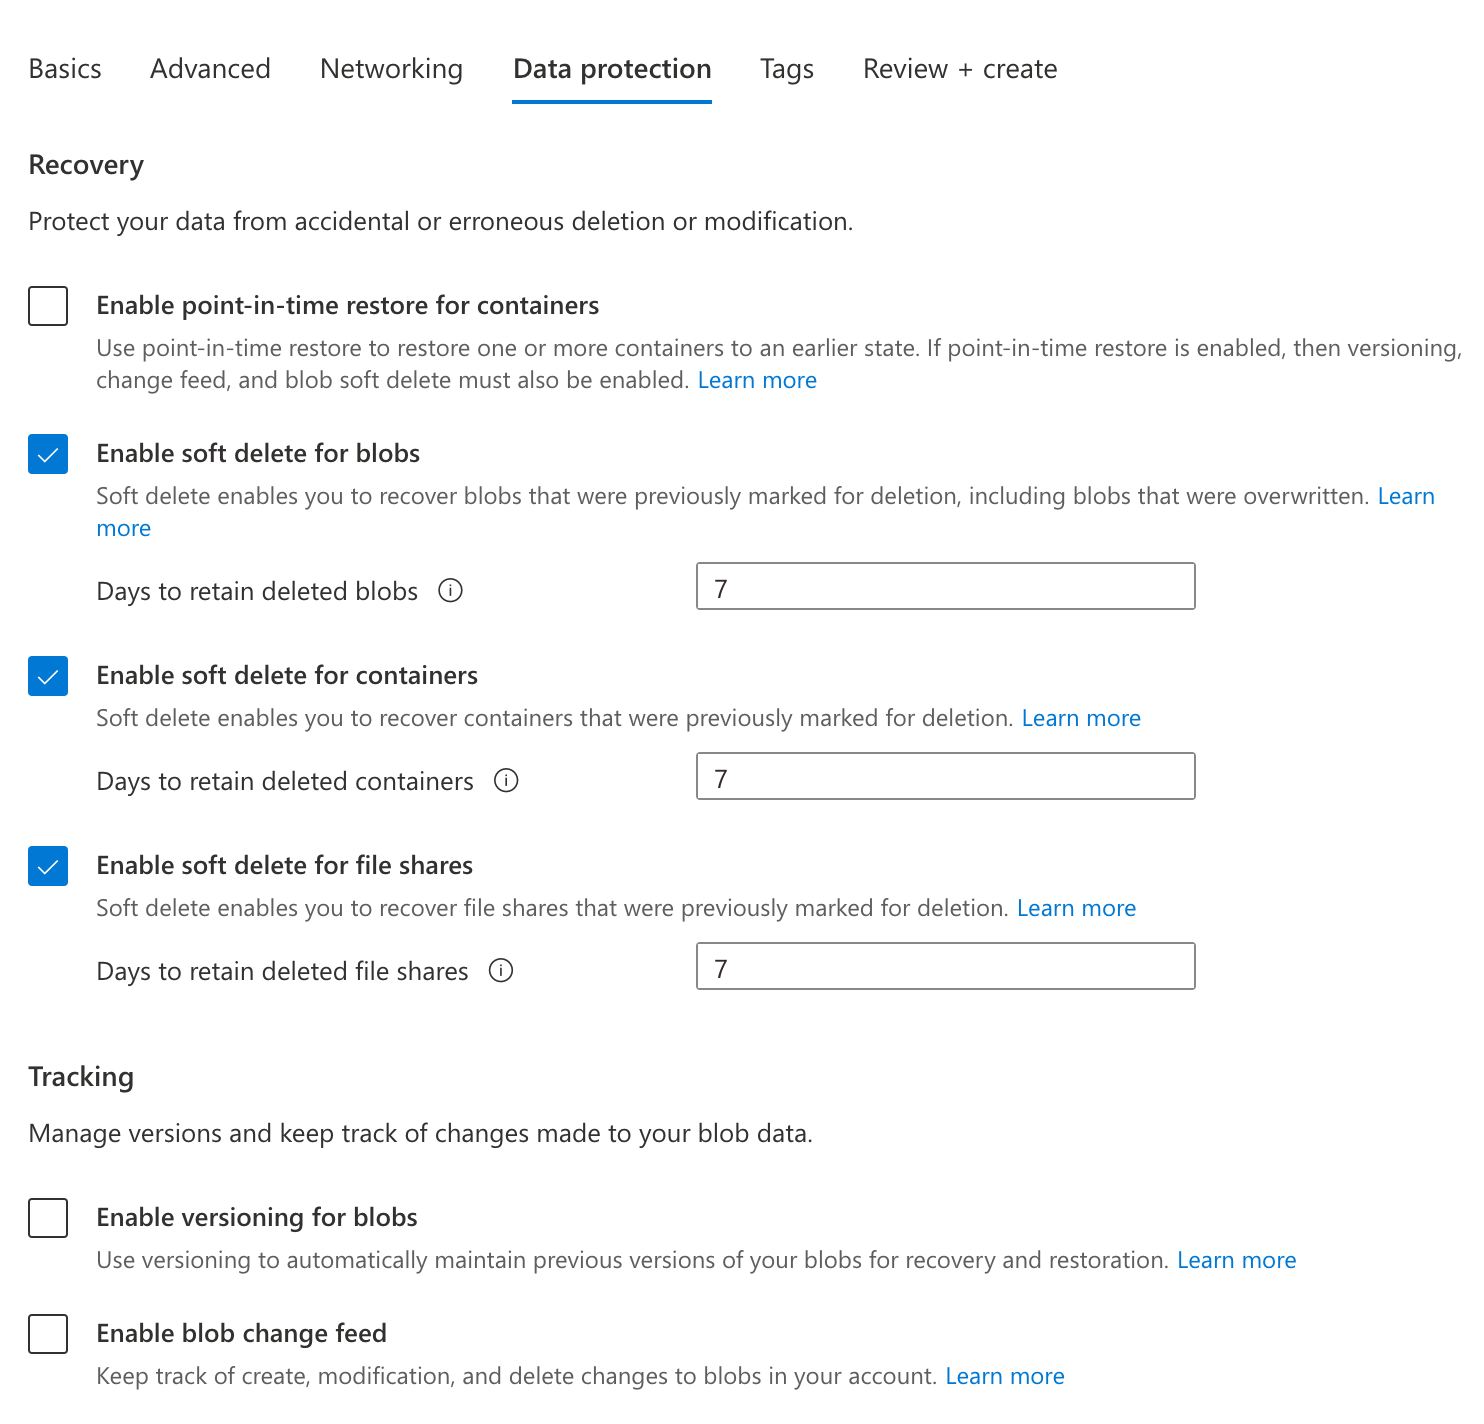 Basics Advanced Networking Data protection Tags Review + create
Recovery
Protect your data from accidental or erroneous deletion or modification.
Enable point-in-time restore for containers
Use point-in-time restore to restore one or more containers to an earlier state. If point-in-time restore is enabled, then versioning,
change feed, and blob soft delete must also be enabled. Learn more
Enable soft delete for blobs
Soft delete enables you to recover blobs that were previously marked for deletion, including blobs that were overwritten. Learn
more
Days to retain deleted blobs 7
Enable soft delete for containers
Soft delete enables you to recover containers that were previously marked for deletion. Learn more
Days to retain deleted containers 7
Enable soft delete for file shares
Soft delete enables you to recover file shares that were previously marked for deletion. Learn more
Days to retain deleted file shares 7
Tracking
Manage versions and keep track of changes made to your blob data.
Enable versioning for blobs
Use versioning to automatically maintain previous versions of your blobs for recovery and restoration. Learn more
Enable blob change feed
Keep track of create, modification, and delete changes to blobs in your account. Learn more